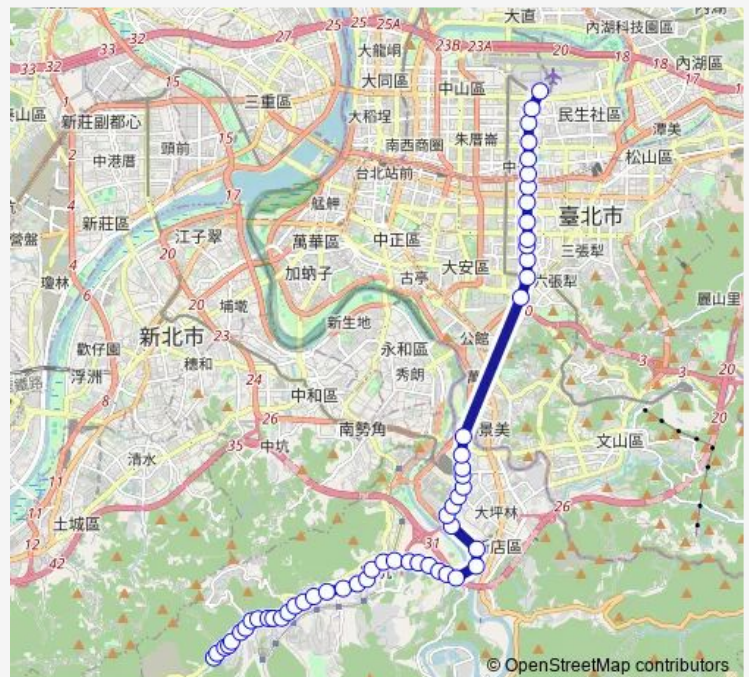 大直
內湖科技園區
25
25
25A
27
32
32
33
大龍峒
23B
23A
20
18
18
內湖區
15
大同區
中山區
三重區
民生社區
17
1
新莊副都心
大稻埕
頭前
15
朱厝崙
潭美
2
中港厝
南西商圈
松山區
台北站前
4
17
艋舺
臺北市
新莊區
江子翠
萬華區
中正區
營盤
三張犁
20
大安區
加蚋子
古亭
瓊林
6
20
六張犁
埔墘
麗山里
新北市
新生地
公館
23
永和區
3
3
歡仔園
穗和
秀朗
20
浮洲
24
8
中和區
26
景美
南勢角
文山區
35
中坑
清水
11
大坪林
26
土城區
31
11
12
42
© OpenStreetMap contributors